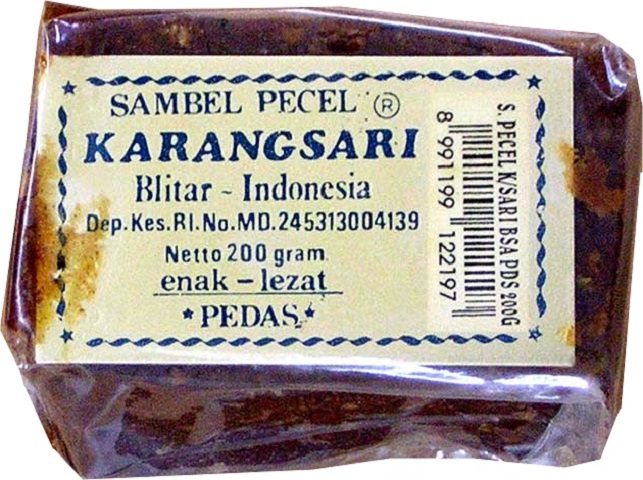 SAMBEL PECEL ®
KARANGSARI
Blitar - Indonesia
Dep.Kes.RI.No.MD.245313004139
Netto 200 gram
enak - lezat
*PEDAS*
S. PECEL K/SARI BSA PDS 200G
8 991199 122197